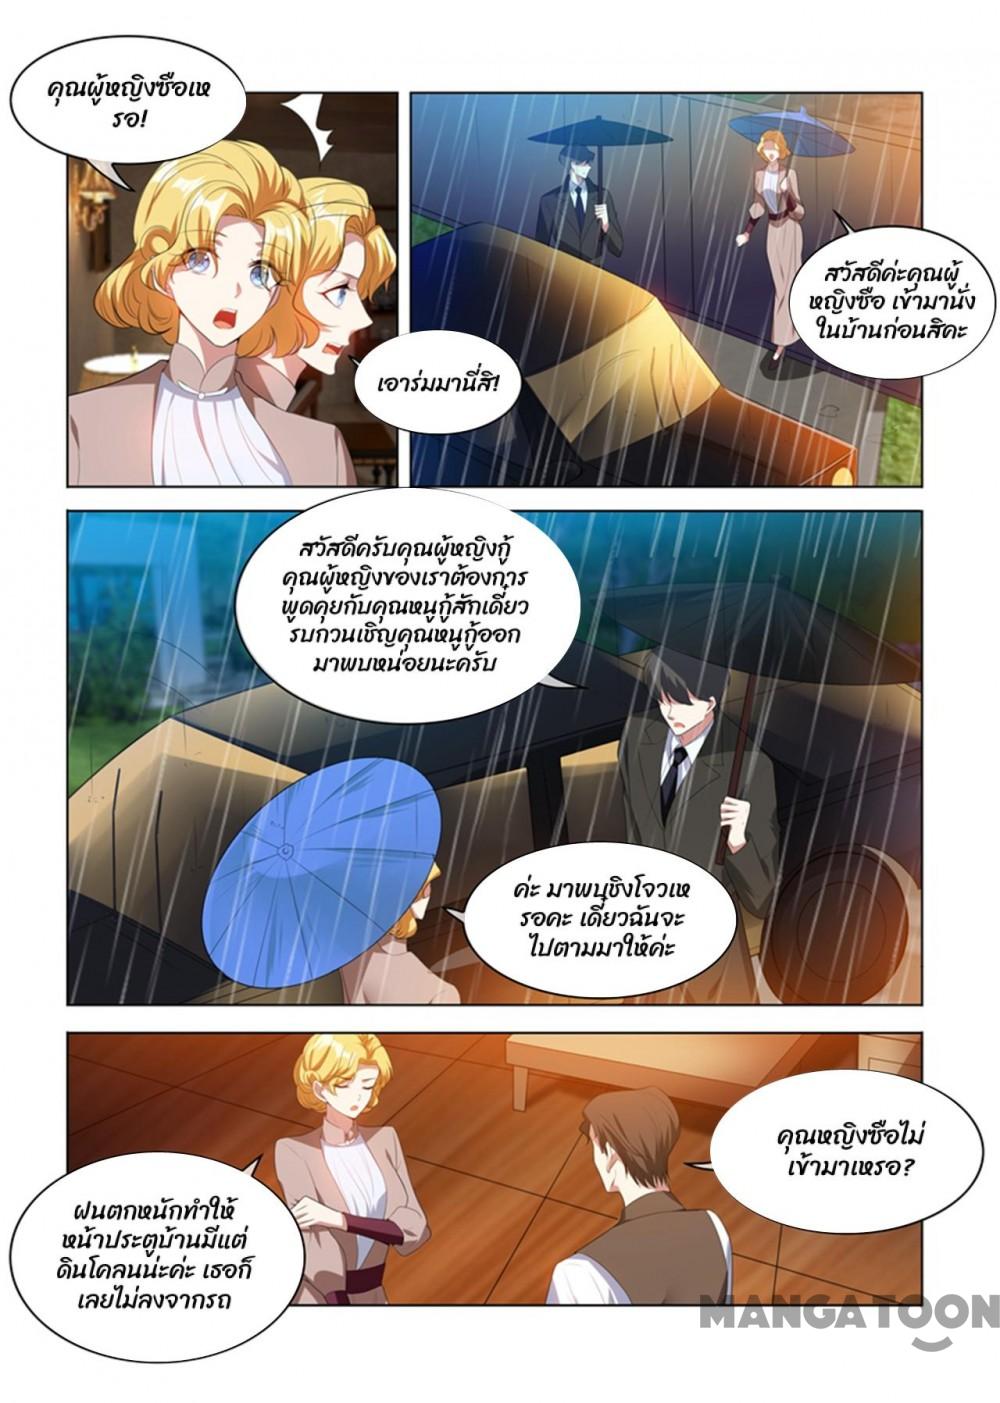 คุณผู้หญิงซือเห
รอ!
เอาร่มมานี่สิ!
สวัสดีค่ะคุณผู้
หญิงซือ เข้ามานั่ง
ในบ้านก่อนสิคะ
สวัสดีครับคุณผู้หญิงกู้
คุณผู้หญิงของเราต้องการ
พูดคุยกับคุณหนูกู้สักเดี๋ยว
รบกวนเชิญคุณหนูกู้ออก
มาพบหน่อยนะครับ
ค่ะ มาพบชิงโจวเห
รอคะ เดี๋ยวฉันจะ
ไปตามมาให้ค่ะ
คุณหญิงซือไม่
เข้ามาเหรอ?
ฝนตกหนักทำให้
หน้าประตูบ้านมีแต่
ดินโคลนน่ะค่ะ เธอก็
เลยไม่ลงจากรถ
MANGATOON